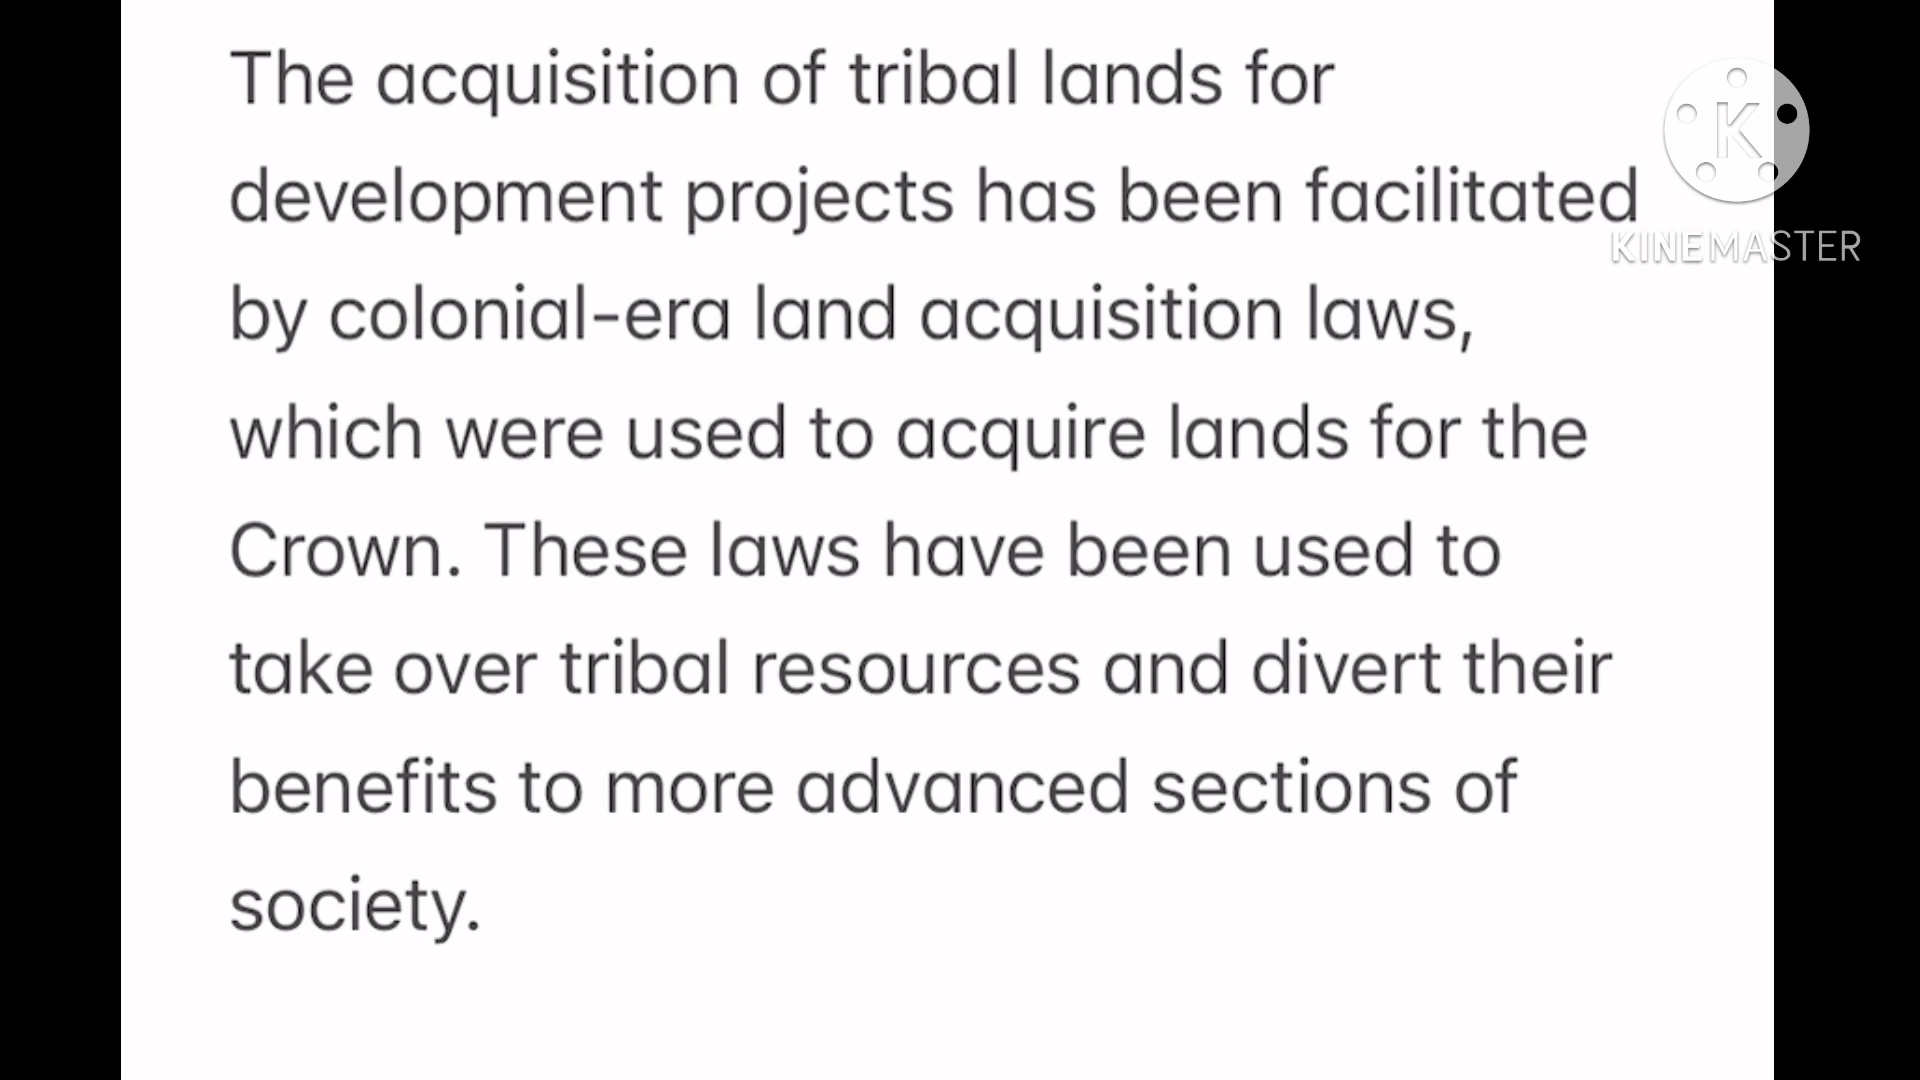 The acquisition of tribal lands for
development projects has been facilitated
by colonial-era land acquisition laws,
which were used to acquire lands for the
Crown. These laws have been used to
take over tribal resources and divert their
benefits to more advanced sections of
society.
K
KINEMASTER